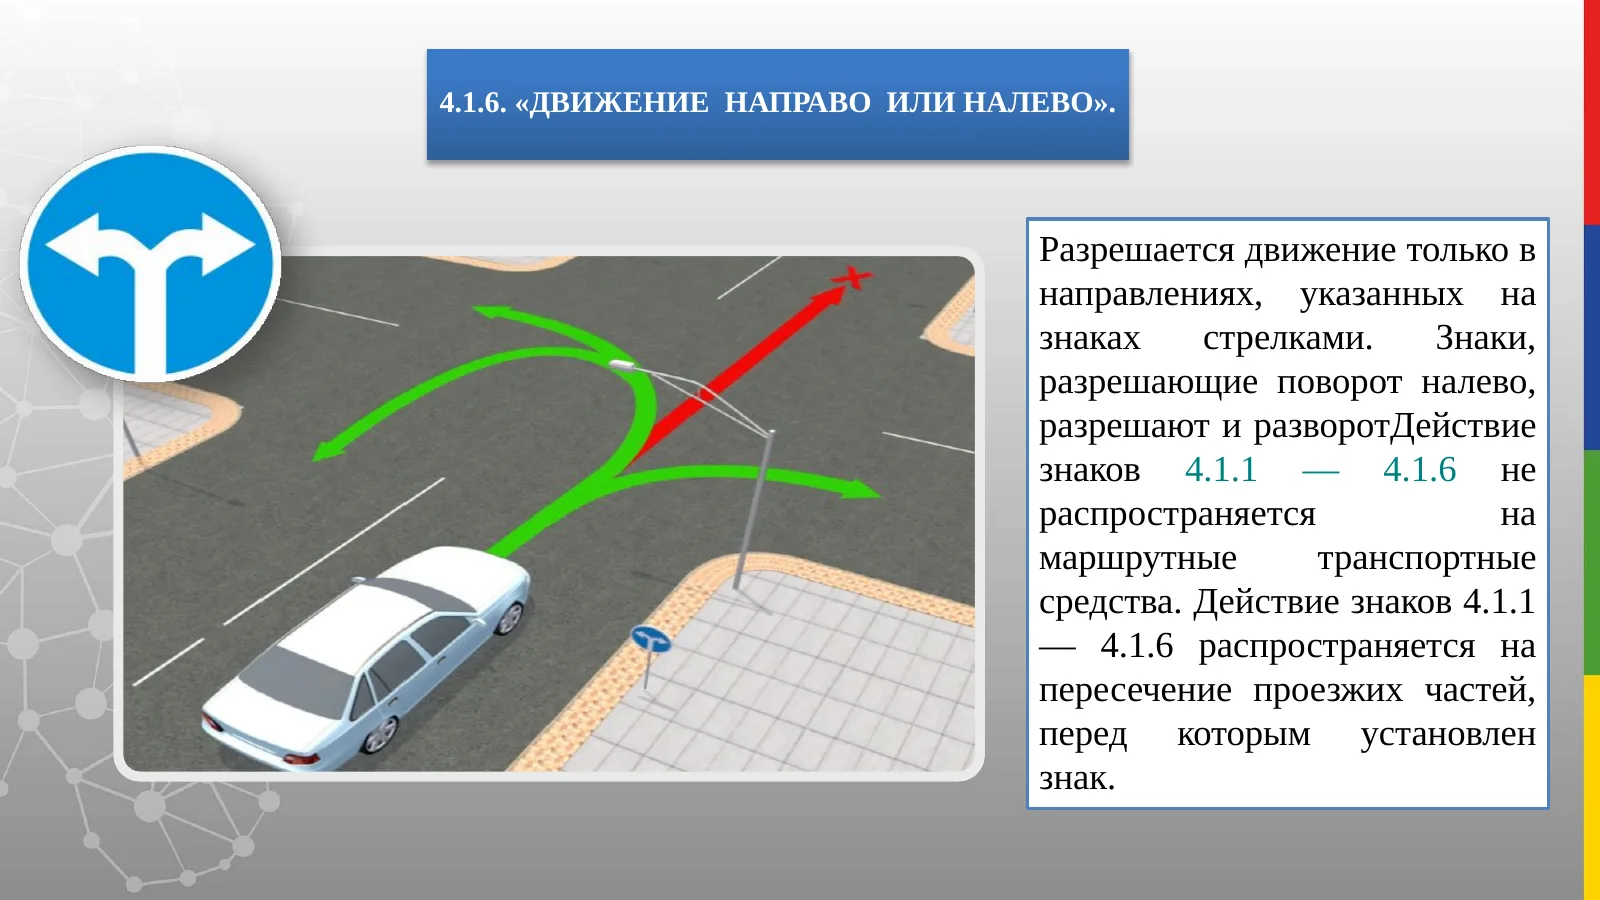 4.1.6. «ДВИЖЕНИЕ НАПРАВО ИЛИ НАЛЕВО».
Разрешается движение только в
направлениях, указанных на
знаках стрелками. Знаки,
разрешающие поворот налево,
разрешают и разворотДействие
знаков 4.1.1 — 4.1.6 не
распространяется на
маршрутные транспортные
средства. Действие знаков 4.1.1
— 4.1.6 распространяется на
пересечение проезжих частей,
перед которым установлен
знак.